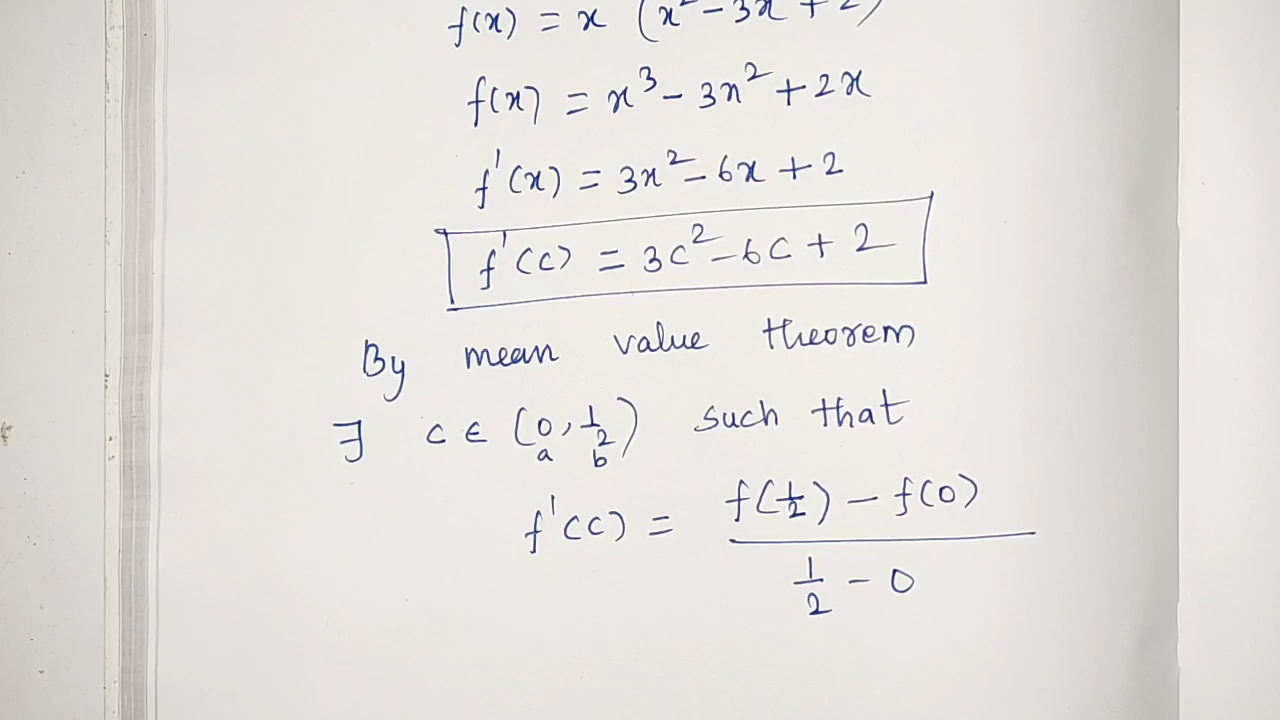 f(x) = x (x² - 3x + 2)
f(x) = x³ - 3x² + 2x
f'(x) = 3x² - 6x + 2
f'(c) = 3c² - 6c + 2
By mean value theorem
∃ c ∈ (0, 1/2) such that
a b
f'(c) = f(1/2) - f(0)
1/2 - 0